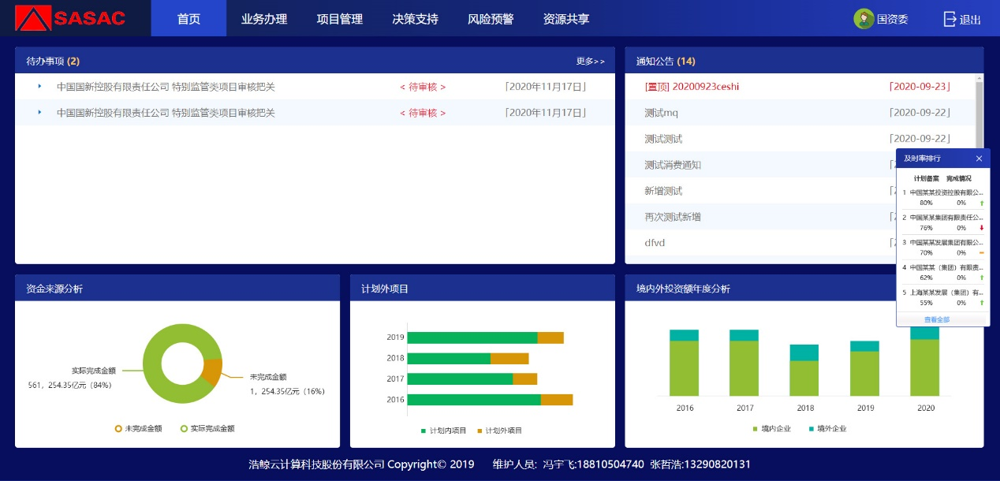 SASAC
首页 业务办理 项目管理 决策支持 风险预警 资源共享 国资委 退出
待办事项 (2) 更多>>
中国国新控股有限责任公司 特别监管类项目审核把关 < 待审核 > 「2020年11月17日」
中国国新控股有限责任公司 特别监管类项目审核把关 < 待审核 > 「2020年11月17日」
通知公告 (14)
[置顶] 20200923ceshi 「2020-09-23」
测试mq 「2020-09-22」
测试测试 「2020-09-22」
测试消费通知 「2
新增测试 「2
再次测试新增 「2
dfvd 「2
及时率排行 ×
计划备案 完成情况
1 中国某某投资控股有限公...
80% 0%
2 中国某某集团有限责任公...
76% 0%
3 中国某某发展集团有限公...
70% 0%
4 中国某某（集团）有限责...
62% 0%
5 上海某某发展（集团）有...
55% 0%
查看全部
资金来源分析
实际完成金额
561，254.35亿元（84%）
未完成金额
1，254.35亿元（16%）
未完成金额 实际完成金额
计划外项目
2019
2018
2017
2016
计划内项目 计划外项目
境内外投资额年度分析
2016 2017 2018 2019 2020
境内企业 境外企业
浩鲸云计算科技股份有限公司 Copyright© 2019 维护人员: 冯宇飞:18810504740 张哲浩:13290820131